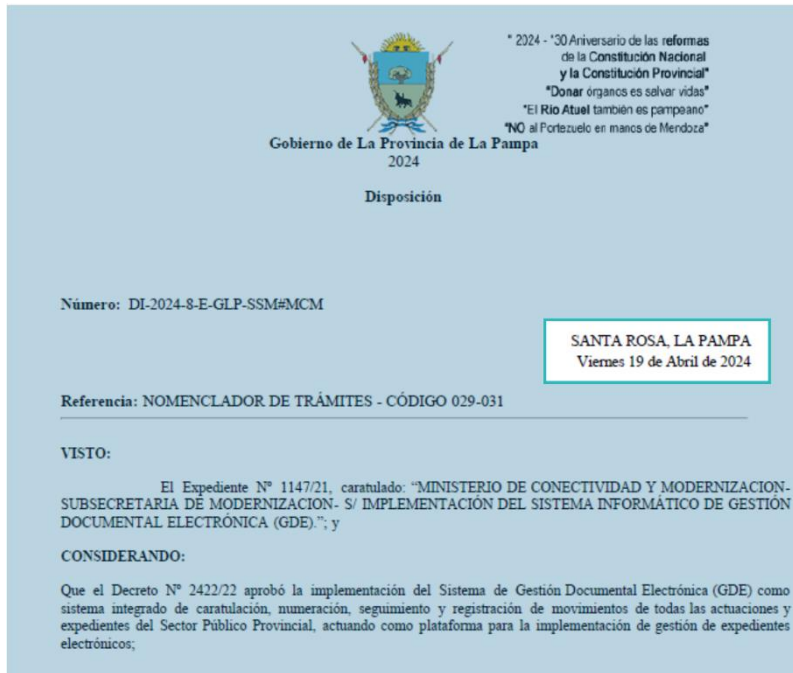 " 2024 - "30 Aniversario de las reformas
de la Constitución Nacional
y la Constitución Provincial"
"Donar órganos es salvar vidas"
"El Río Atuel también es pampeano"
"NO al Portezuelo en manos de Mendoza"
Gobierno de La Provincia de La Pampa
2024
Disposición
Número: DI-2024-8-E-GLP-SSM#MCM
SANTA ROSA, LA PAMPA
Viernes 19 de Abril de 2024
Referencia: NOMENCLADOR DE TRÁMITES - CÓDIGO 029-031
VISTO:
El Expediente Nº 1147/21, caratulado: “MINISTERIO DE CONECTIVIDAD Y MODERNIZACION-
SUBSECRETARIA DE MODERNIZACION- S/ IMPLEMENTACIÓN DEL SISTEMA INFORMÁTICO DE GESTIÓN
DOCUMENTAL ELECTRÓNICA (GDE).”; y
CONSIDERANDO:
Que el Decreto Nº 2422/22 aprobó la implementación del Sistema de Gestión Documental Electrónica (GDE) como
sistema integrado de caratulación, numeración, seguimiento y registración de movimientos de todas las actuaciones y
expedientes del Sector Público Provincial, actuando como plataforma para la implementación de gestión de expedientes
electrónicos;